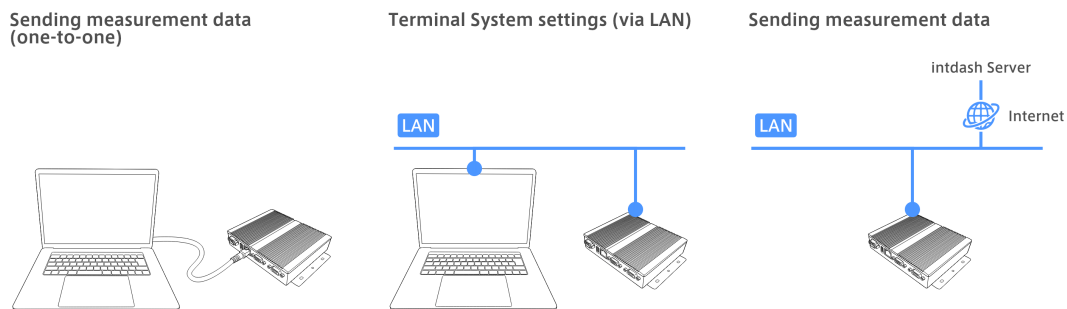 Sending measurement data
(one-to-one)
Terminal System settings (via LAN)
LAN
Sending measurement data
intdash Server
Internet
LAN